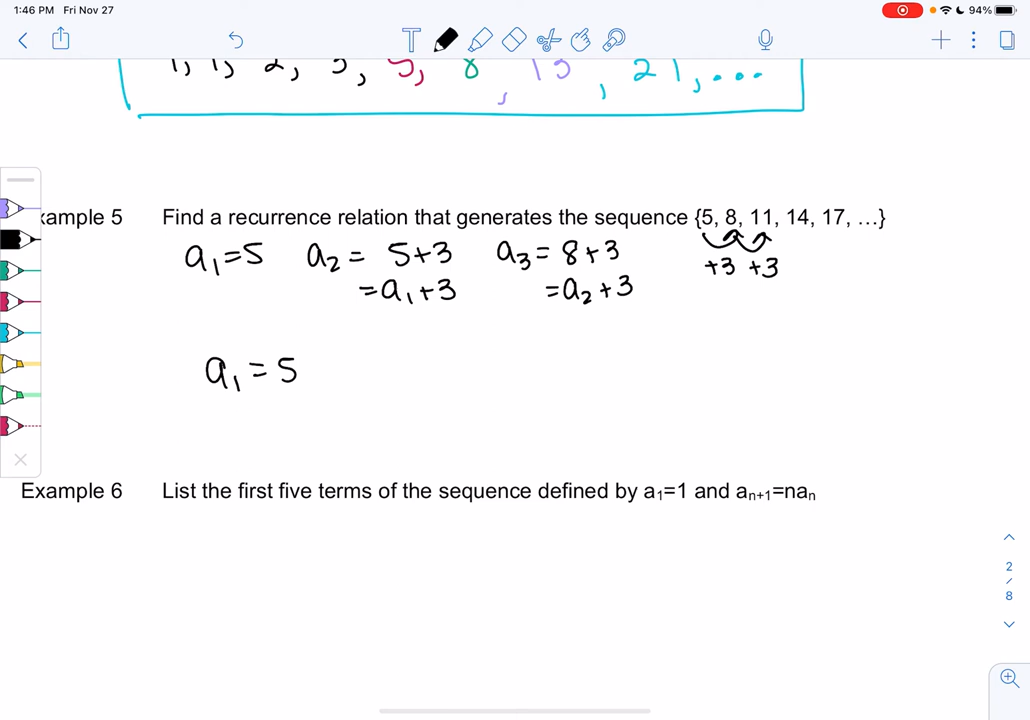 1:46 PM Fri Nov 27
94%
T
1, 1, 2, 3, 5, 8, 13, 21, ...
xample 5 Find a recurrence relation that generates the sequence {5, 8, 11, 14, 17, …}
a₁=5 a₂ = 5+3 a₃ = 8+3 +3 +3
=a₁+3 =a₂+3
a₁ = 5
Example 6 List the first five terms of the sequence defined by a₁=1 and aₙ₊₁=naₙ
2
/
8